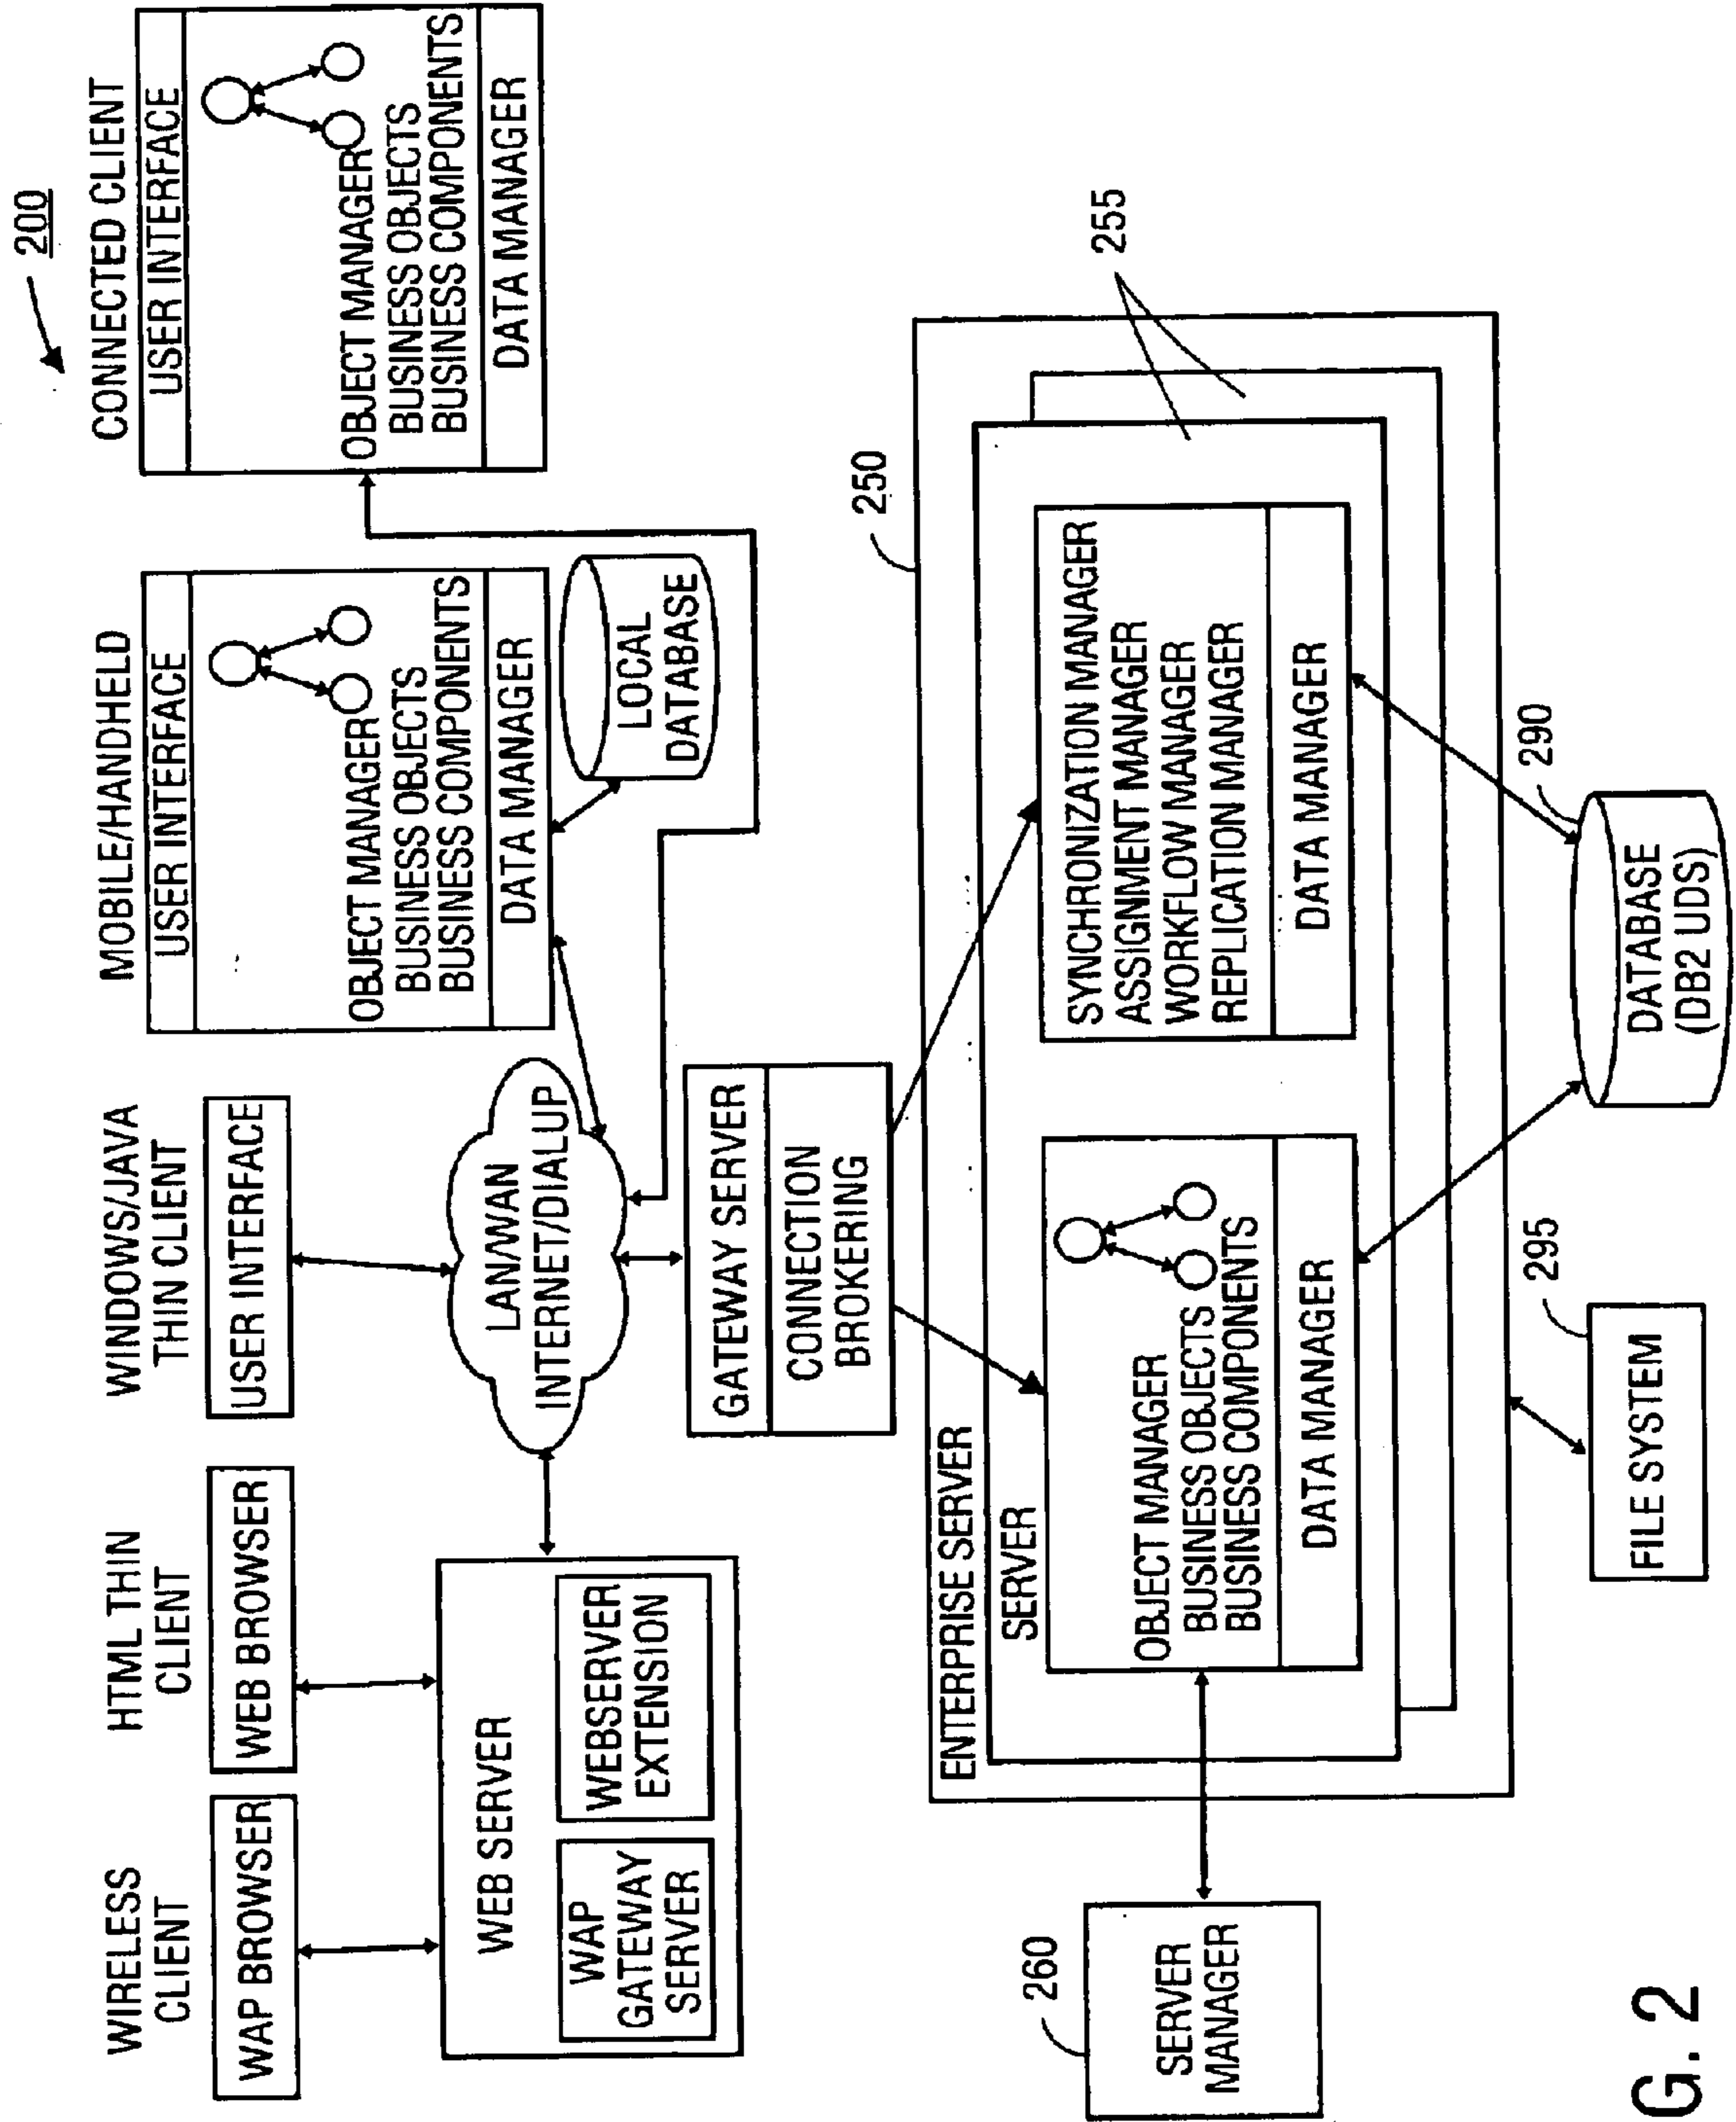 200
WIRELESS
CLIENT
WAP BROWSER
HTML THIN
CLIENT
WEB BROWSER
WINDOWS/JAVA
THIN CLIENT
USER INTERFACE
MOBILE/HANDHELD
USER INTERFACE
OBJECT MANAGER
BUSINESS OBJECTS
BUSINESS COMPONENTS
DATA MANAGER
LOCAL
DATABASE
CONNECTED CLIENT
USER INTERFACE
OBJECT MANAGER
BUSINESS OBJECTS
BUSINESS COMPONENTS
DATA MANAGER
WEB SERVER
WAP
GATEWAY
SERVER
WEBSERVER
EXTENSION
LAN/WAN
INTERNET/DIALUP
GATEWAY SERVER
CONNECTION
BROKERING
250
255
ENTERPRISE SERVER
SERVER
OBJECT MANAGER
BUSINESS OBJECTS
BUSINESS COMPONENTS
DATA MANAGER
SYNCHRONIZATION MANAGER
ASSIGNMENT MANAGER
WORKFLOW MANAGER
REPLICATION MANAGER
DATA MANAGER
260
SERVER
MANAGER
295
FILE SYSTEM
290
DATABASE
(DB2 UDS)
G. 2